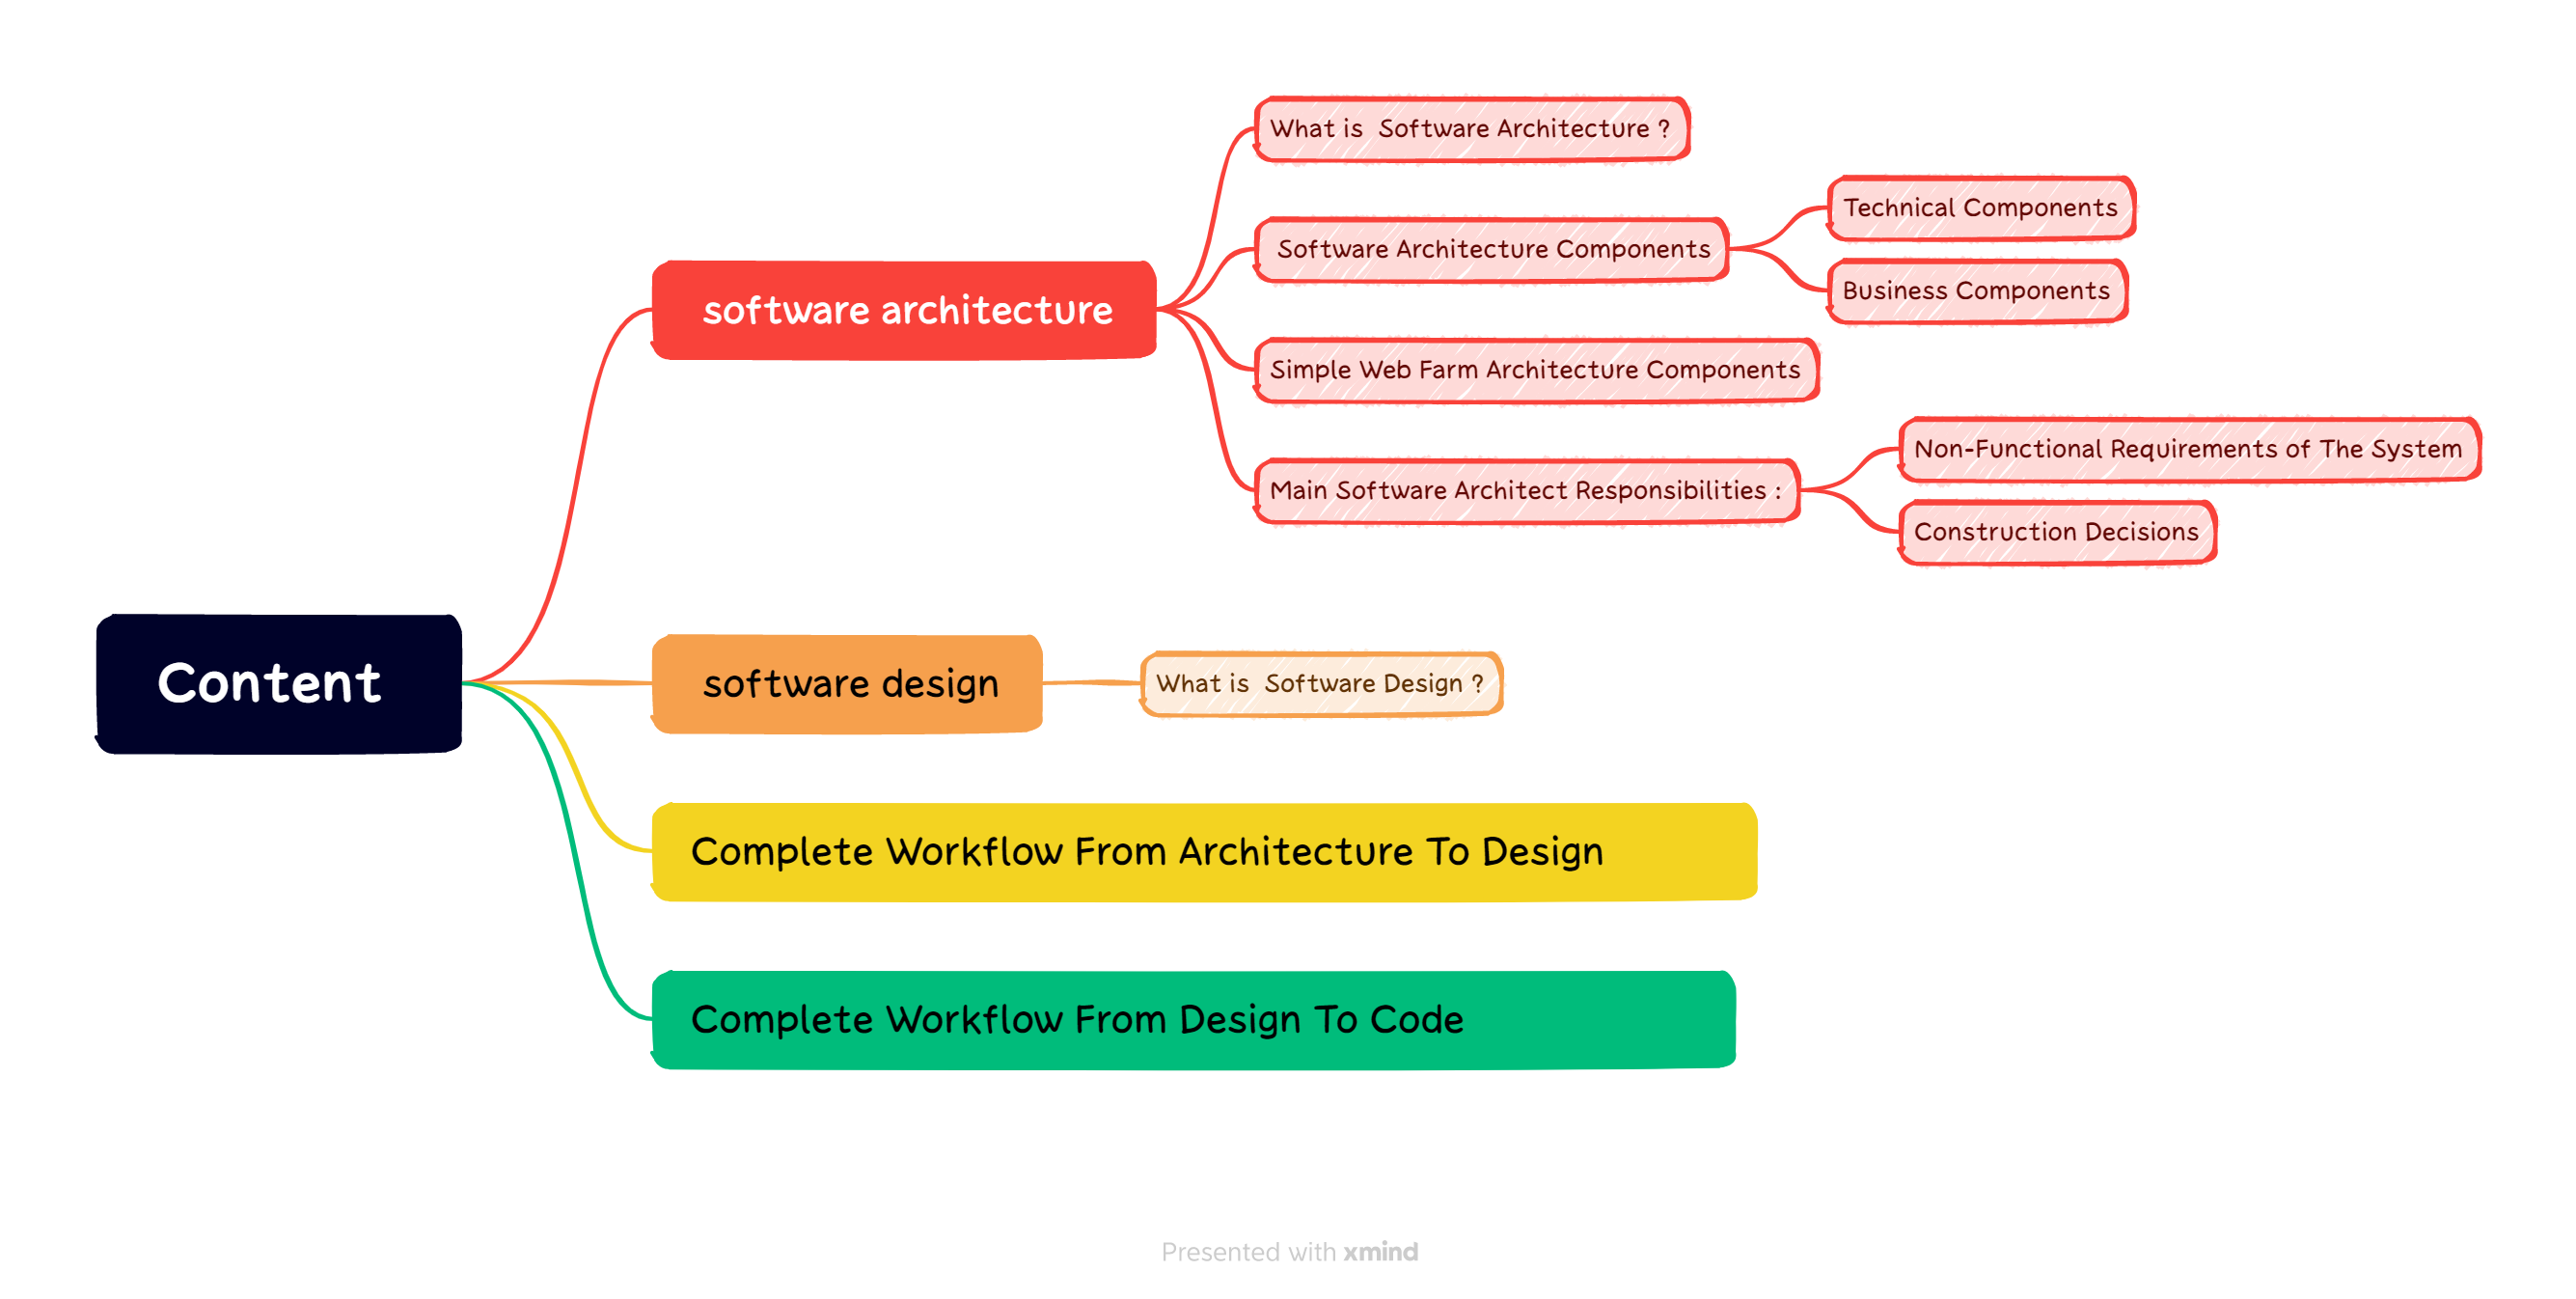 Content
software architecture
What is  Software Architecture ?
Software Architecture Components
Technical Components
Business Components
Simple Web Farm Architecture Components
Main Software Architect Responsibilities :
Non-Functional Requirements of The System
Construction Decisions
software design
What is  Software Design ?
Complete Workflow From Architecture To Design
Complete Workflow From Design To Code
Presented with xmind